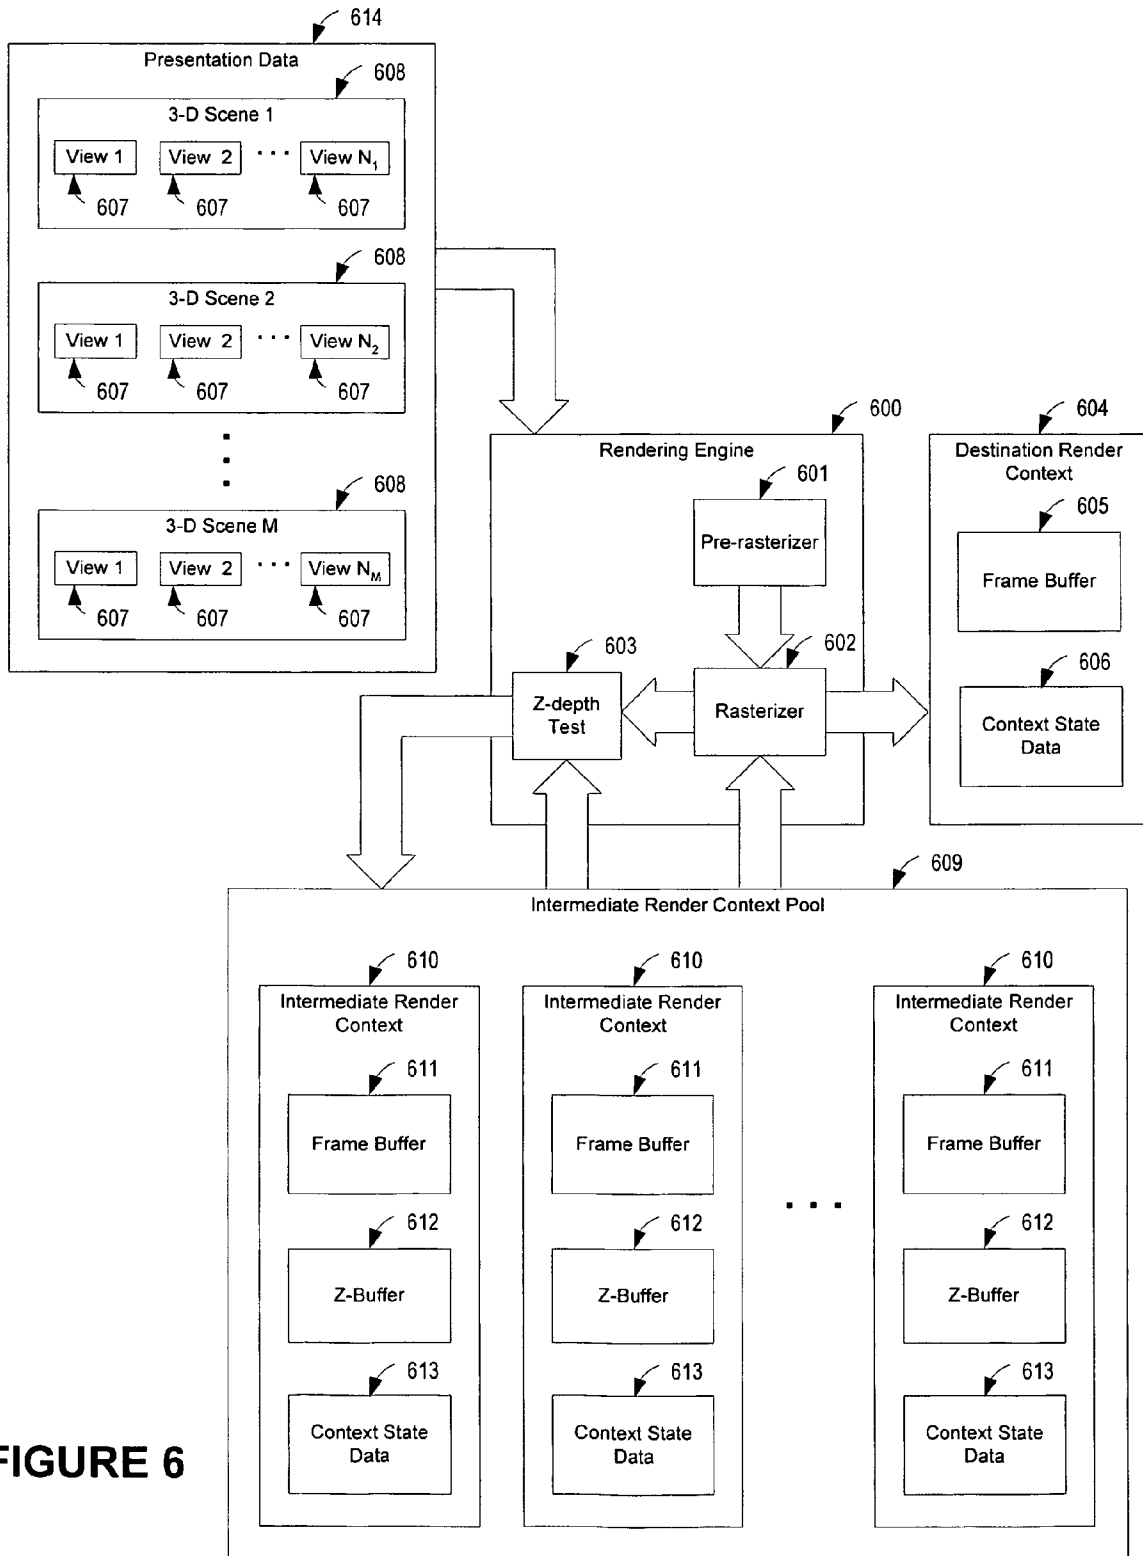 614
Presentation Data
608
3-D Scene 1
View 1 View 2 ... View N1
607 607 607
608
3-D Scene 2
View 1 View 2 ... View N2
607 607 607
608
3-D Scene M
View 1 View 2 ... View NM
607 607 607
600
Rendering Engine
601
Pre-rasterizer
603
Z-depth
Test
602
Rasterizer
604
Destination Render
Context
605
Frame Buffer
606
Context State
Data
609
Intermediate Render Context Pool
610
Intermediate Render
Context
611
Frame Buffer
612
Z-Buffer
613
Context State
Data
610
Intermediate Render
Context
611
Frame Buffer
612
Z-Buffer
613
Context State
Data
...
610
Intermediate Render
Context
611
Frame Buffer
612
Z-Buffer
613
Context State
Data
FIGURE 6